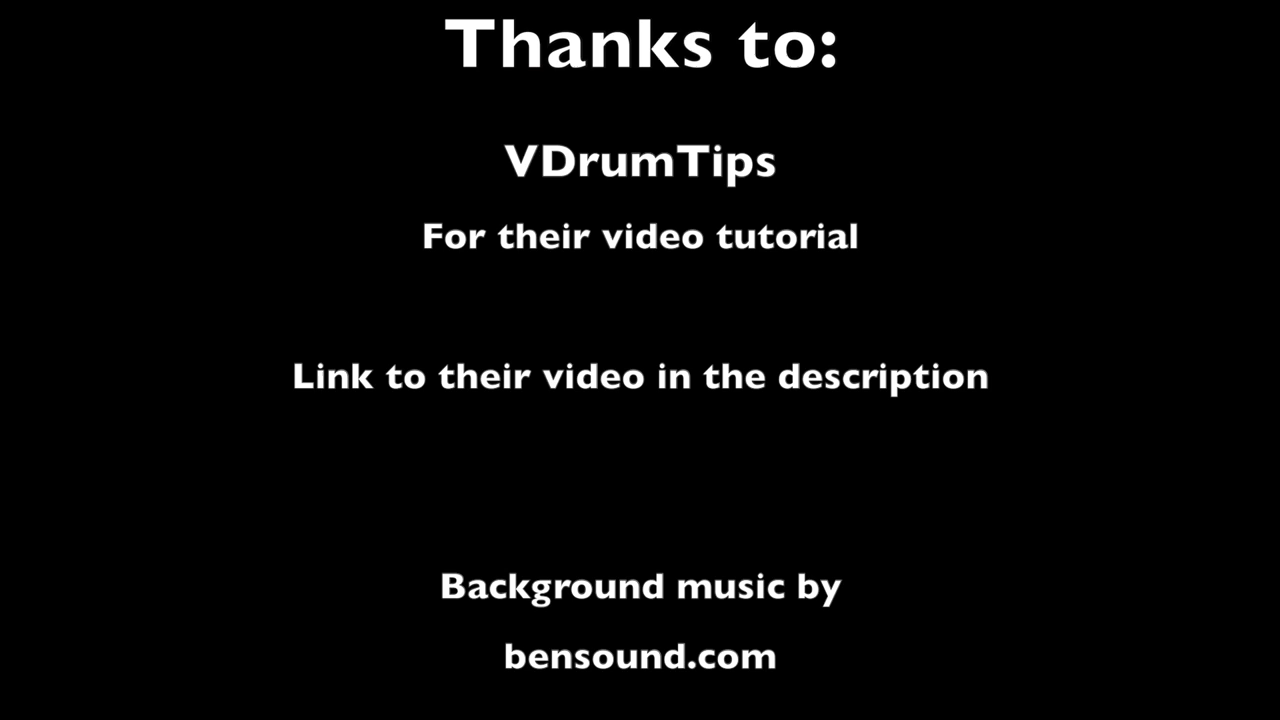 Thanks to:
VDrumTips
For their video tutorial
Link to their video in the description
Background music by
bensound.com